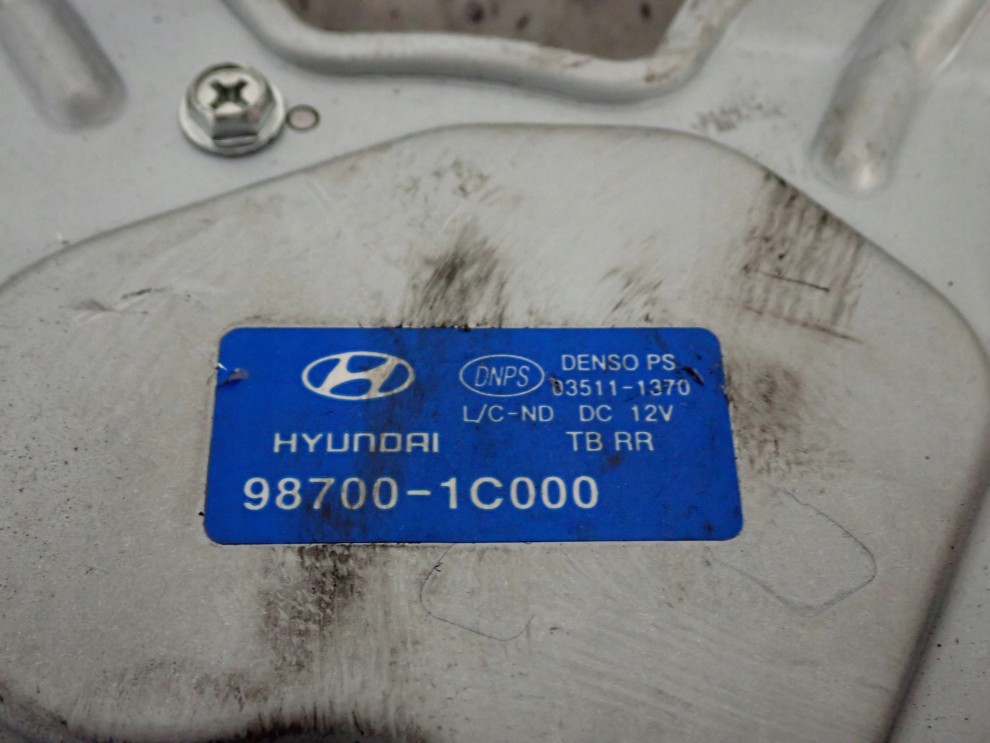 DNPS
DENSO PS
03511-1370
L/C-ND DC 12V
HYUNDAI
TB RR
98700-1C000